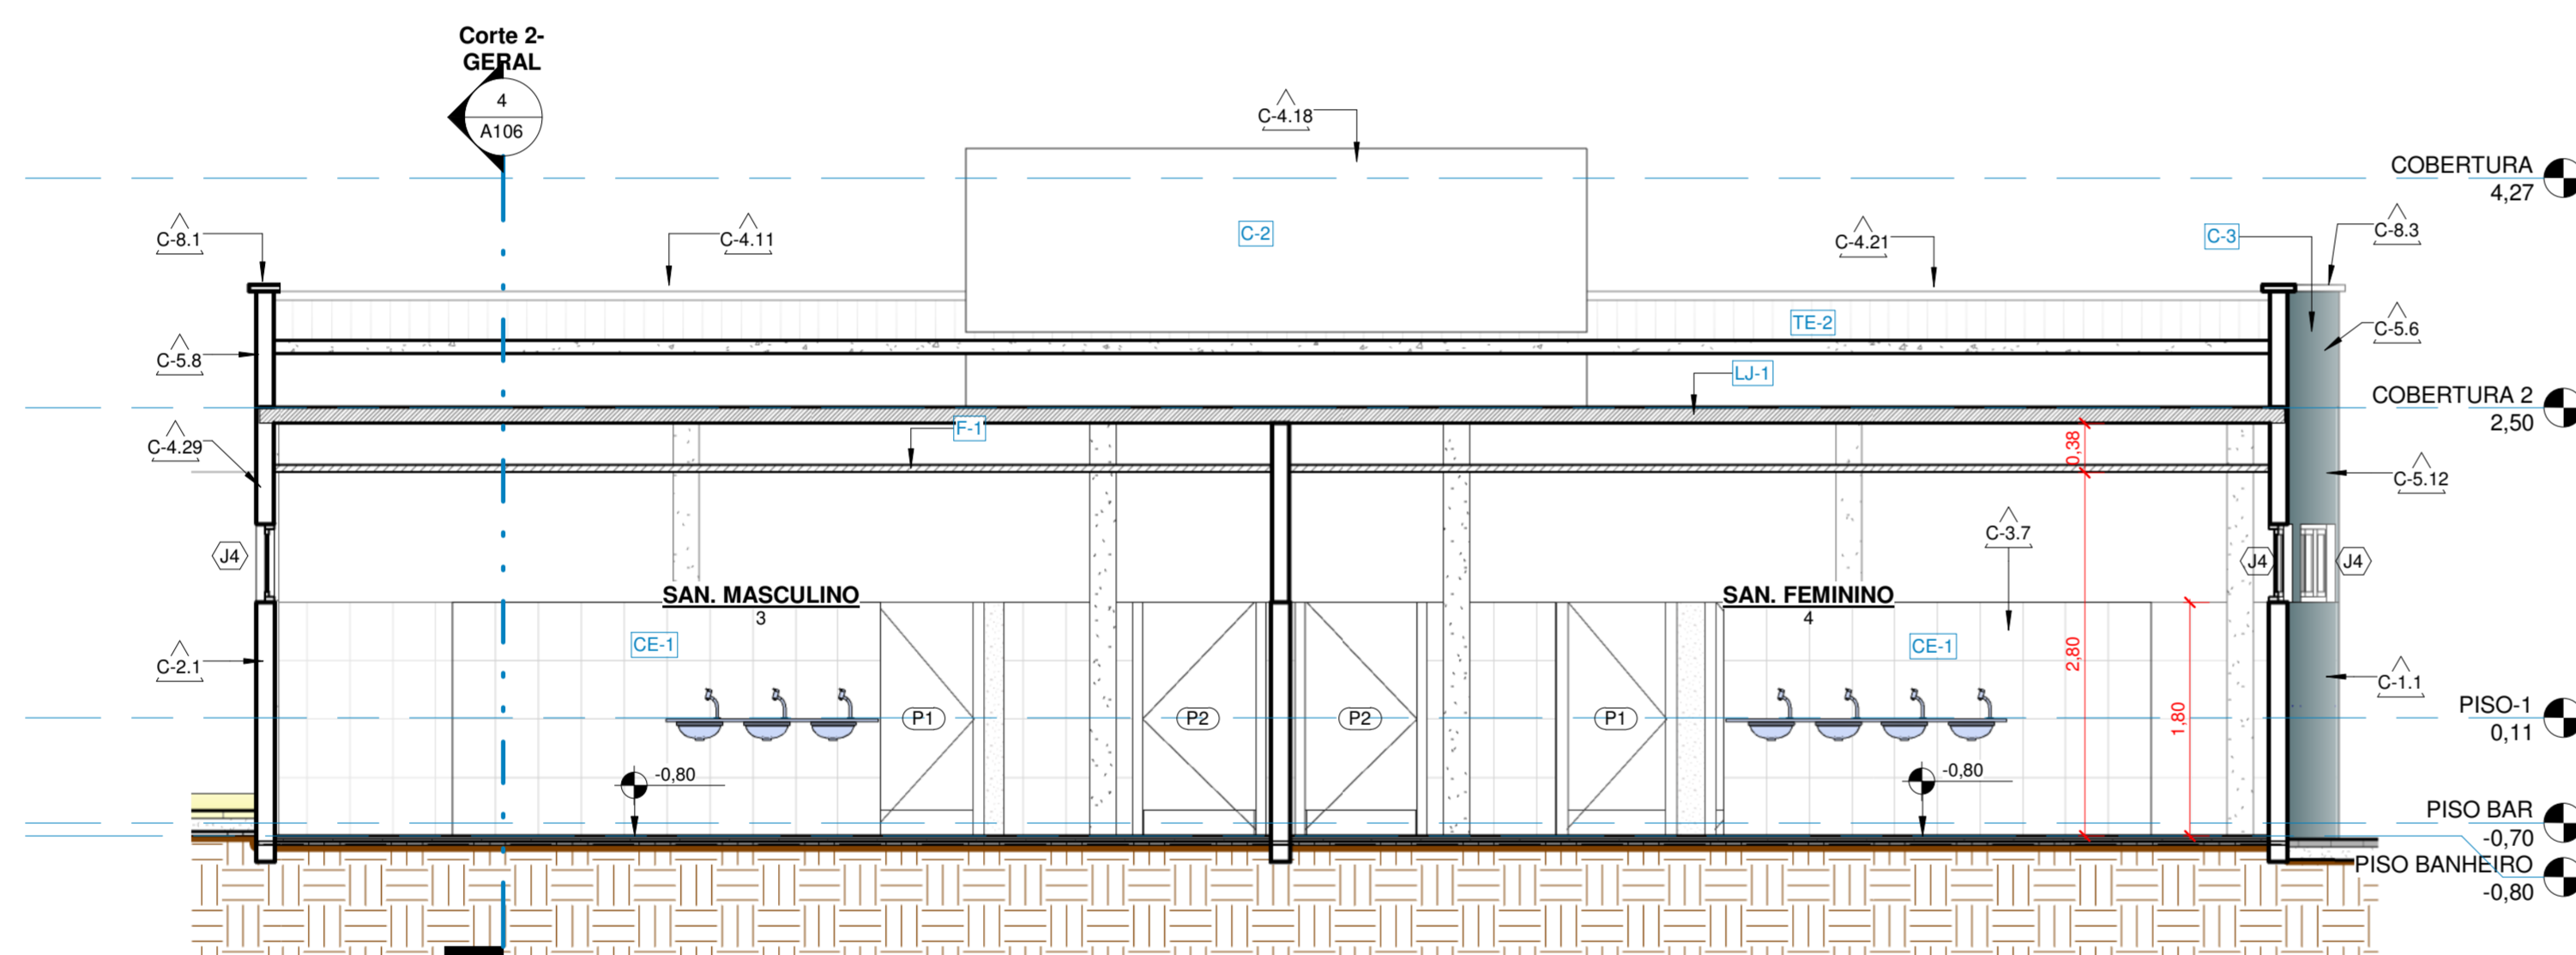 Corte 2-
GERAL
4
A106
C-4.18
COBERTURA
4,27
C-8.1
C-4.11
C-2
C-4.21
C-3
C-8.3
C-5.8
TE-2
C-5.6
LJ-1
COBERTURA 2
2,50
C-4.29
F-1
0,38
C-5.12
C-3.7
J4
J4
J4
SAN. MASCULINO
3
SAN. FEMININO
4
CE-1
CE-1
C-2.1
2,80
C-1.1
P1
P2
P2
P1
1,80
PISO-1
0,11
-0,80
-0,80
PISO BAR
-0,70
PISO BANHEIRO
-0,80